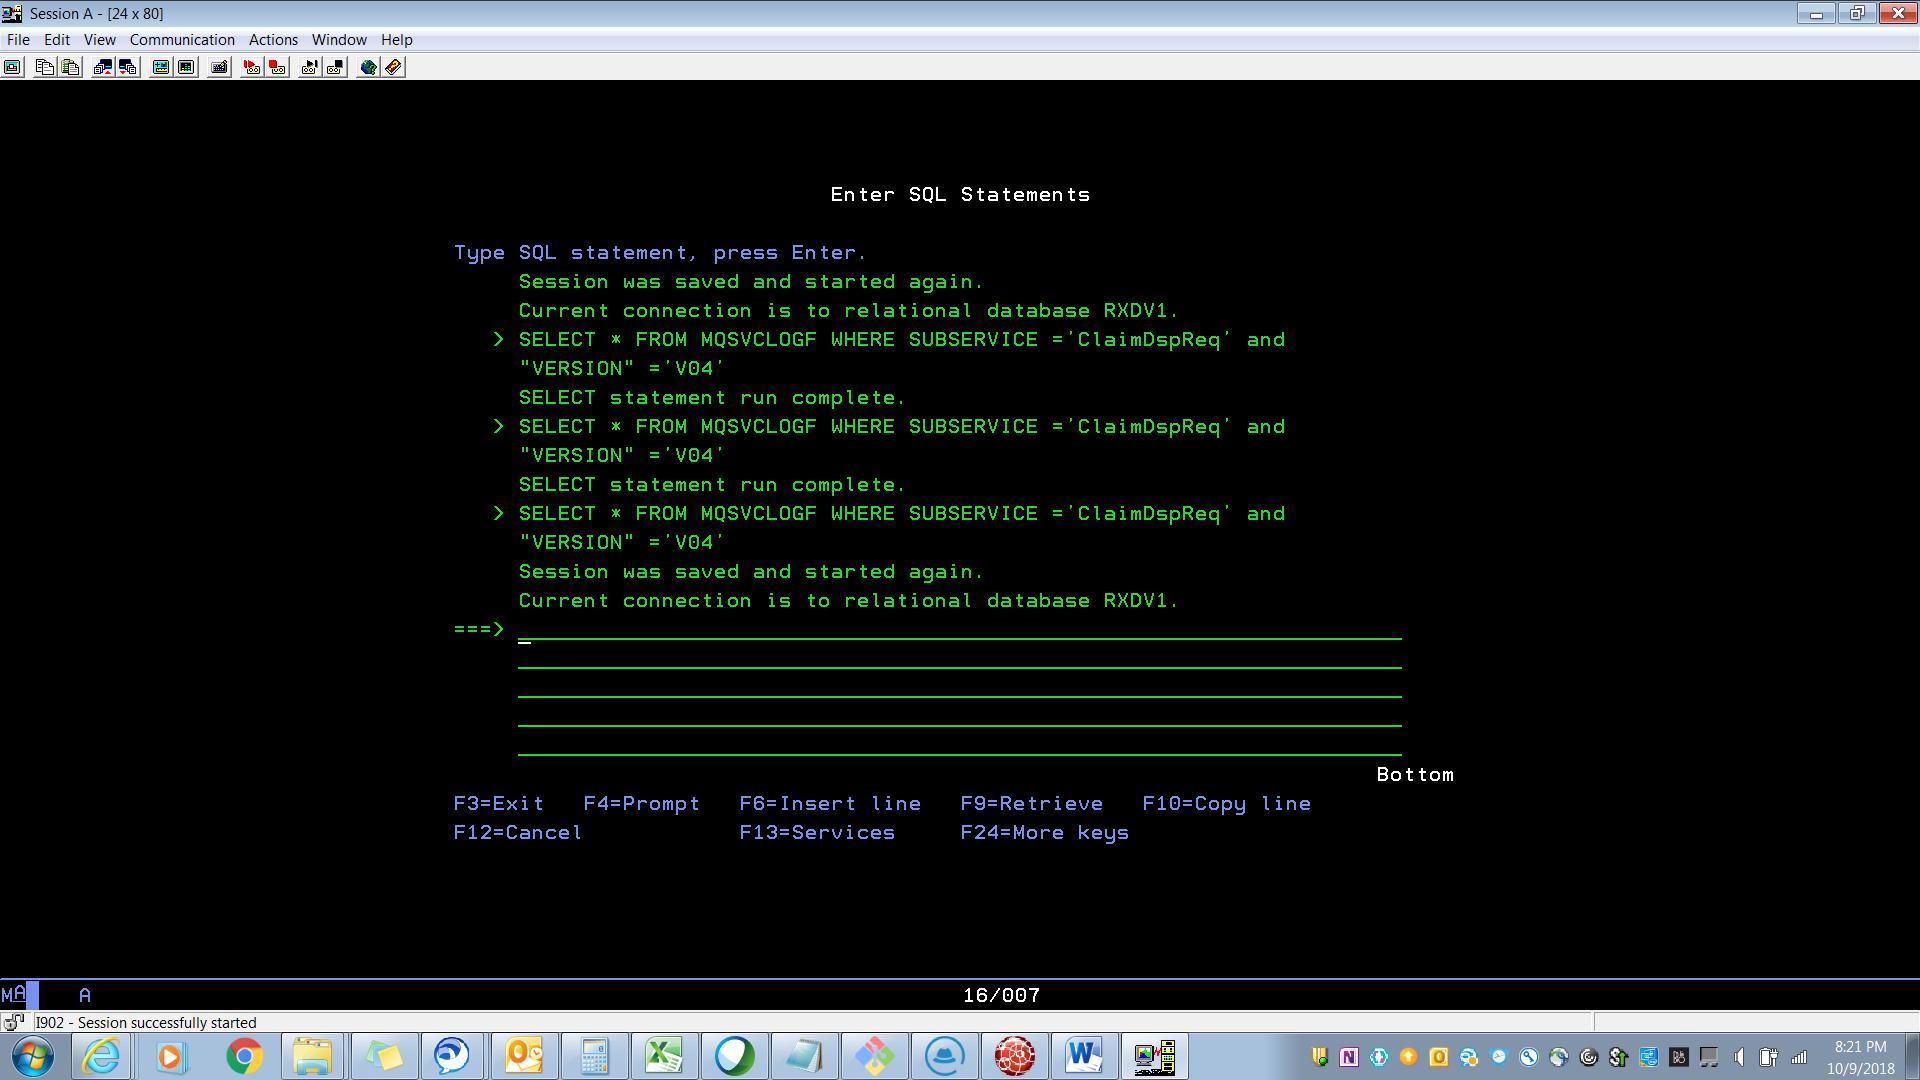 Session A - [24 x 80]
File Edit View Communication Actions Window Help
Enter SQL Statements
Type SQL statement, press Enter.
Session was saved and started again.
Current connection is to relational database RXDV1.
> SELECT * FROM MQSVCLOGF WHERE SUBSERVICE ='ClaimDspReq' and
"VERSION" ='V04'
SELECT statement run complete.
> SELECT * FROM MQSVCLOGF WHERE SUBSERVICE ='ClaimDspReq' and
"VERSION" ='V04'
SELECT statement run complete.
> SELECT * FROM MQSVCLOGF WHERE SUBSERVICE ='ClaimDspReq' and
"VERSION" ='V04'
Session was saved and started again.
Current connection is to relational database RXDV1.
===>
Bottom
F3=Exit F4=Prompt F6=Insert line F9=Retrieve F10=Copy line
F12=Cancel F13=Services F24=More keys
MA A 16/007
I902 - Session successfully started
8:21 PM
10/9/2018